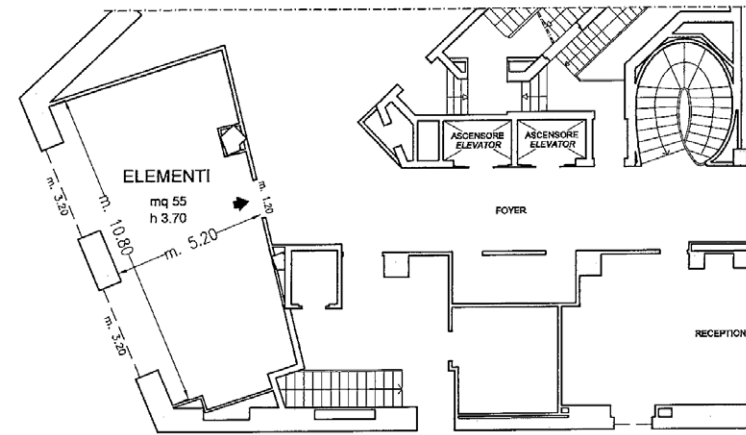 ASCENSORE
ELEVATOR
ASCENSORE
ELEVATOR
ELEMENTI
mq 55
h 3.70
m. 3.20
m. 10.80
m. 5.20
m. 1.20
m. 3.20
FOYER
RECEPTION